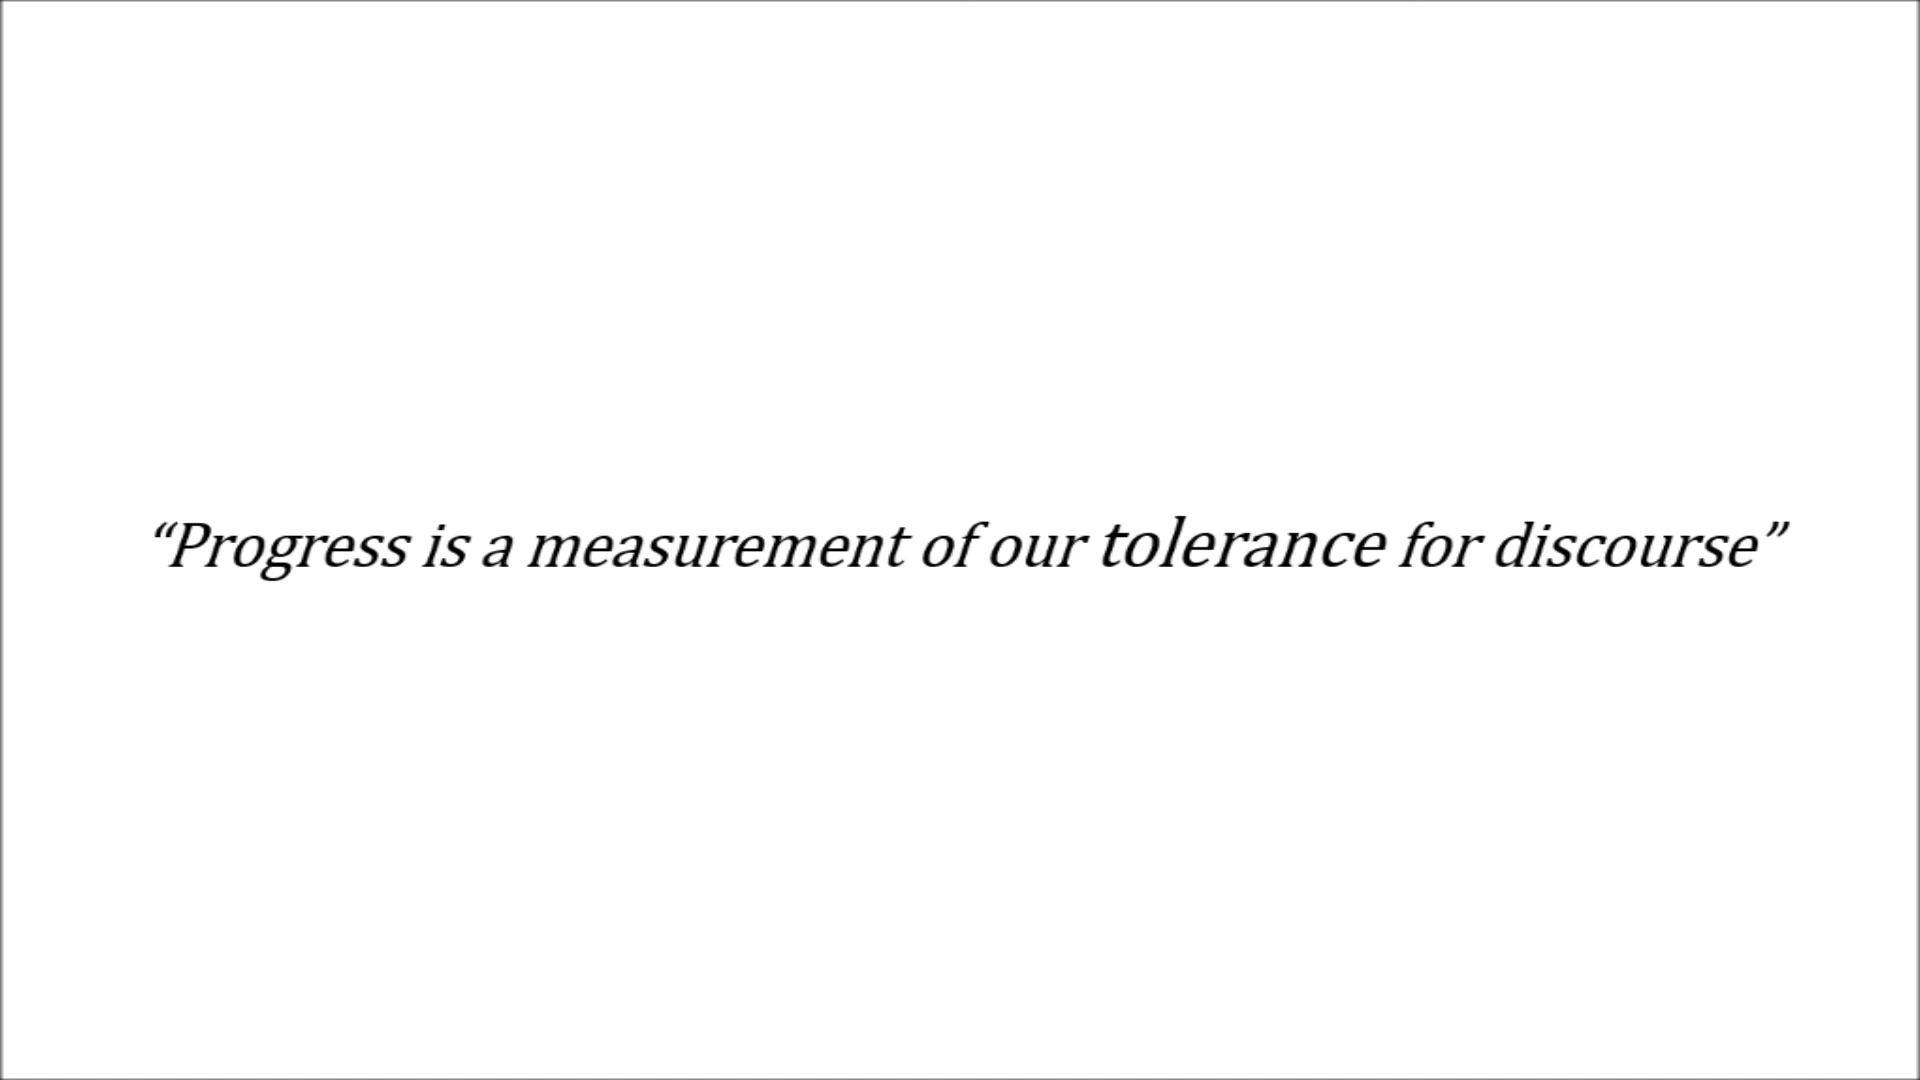 “Progress is a measurement of our tolerance for discourse”